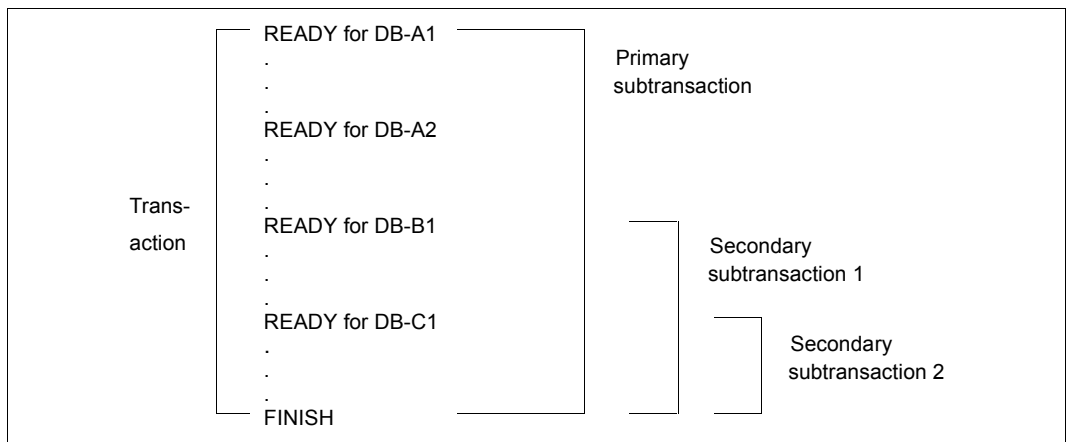 READY for DB-A1
.
.
.
READY for DB-A2
.
.
.
READY for DB-B1
.
.
.
READY for DB-C1
.
.
.
FINISH
Trans-
action
Primary
subtransaction
Secondary
subtransaction 1
Secondary
subtransaction 2